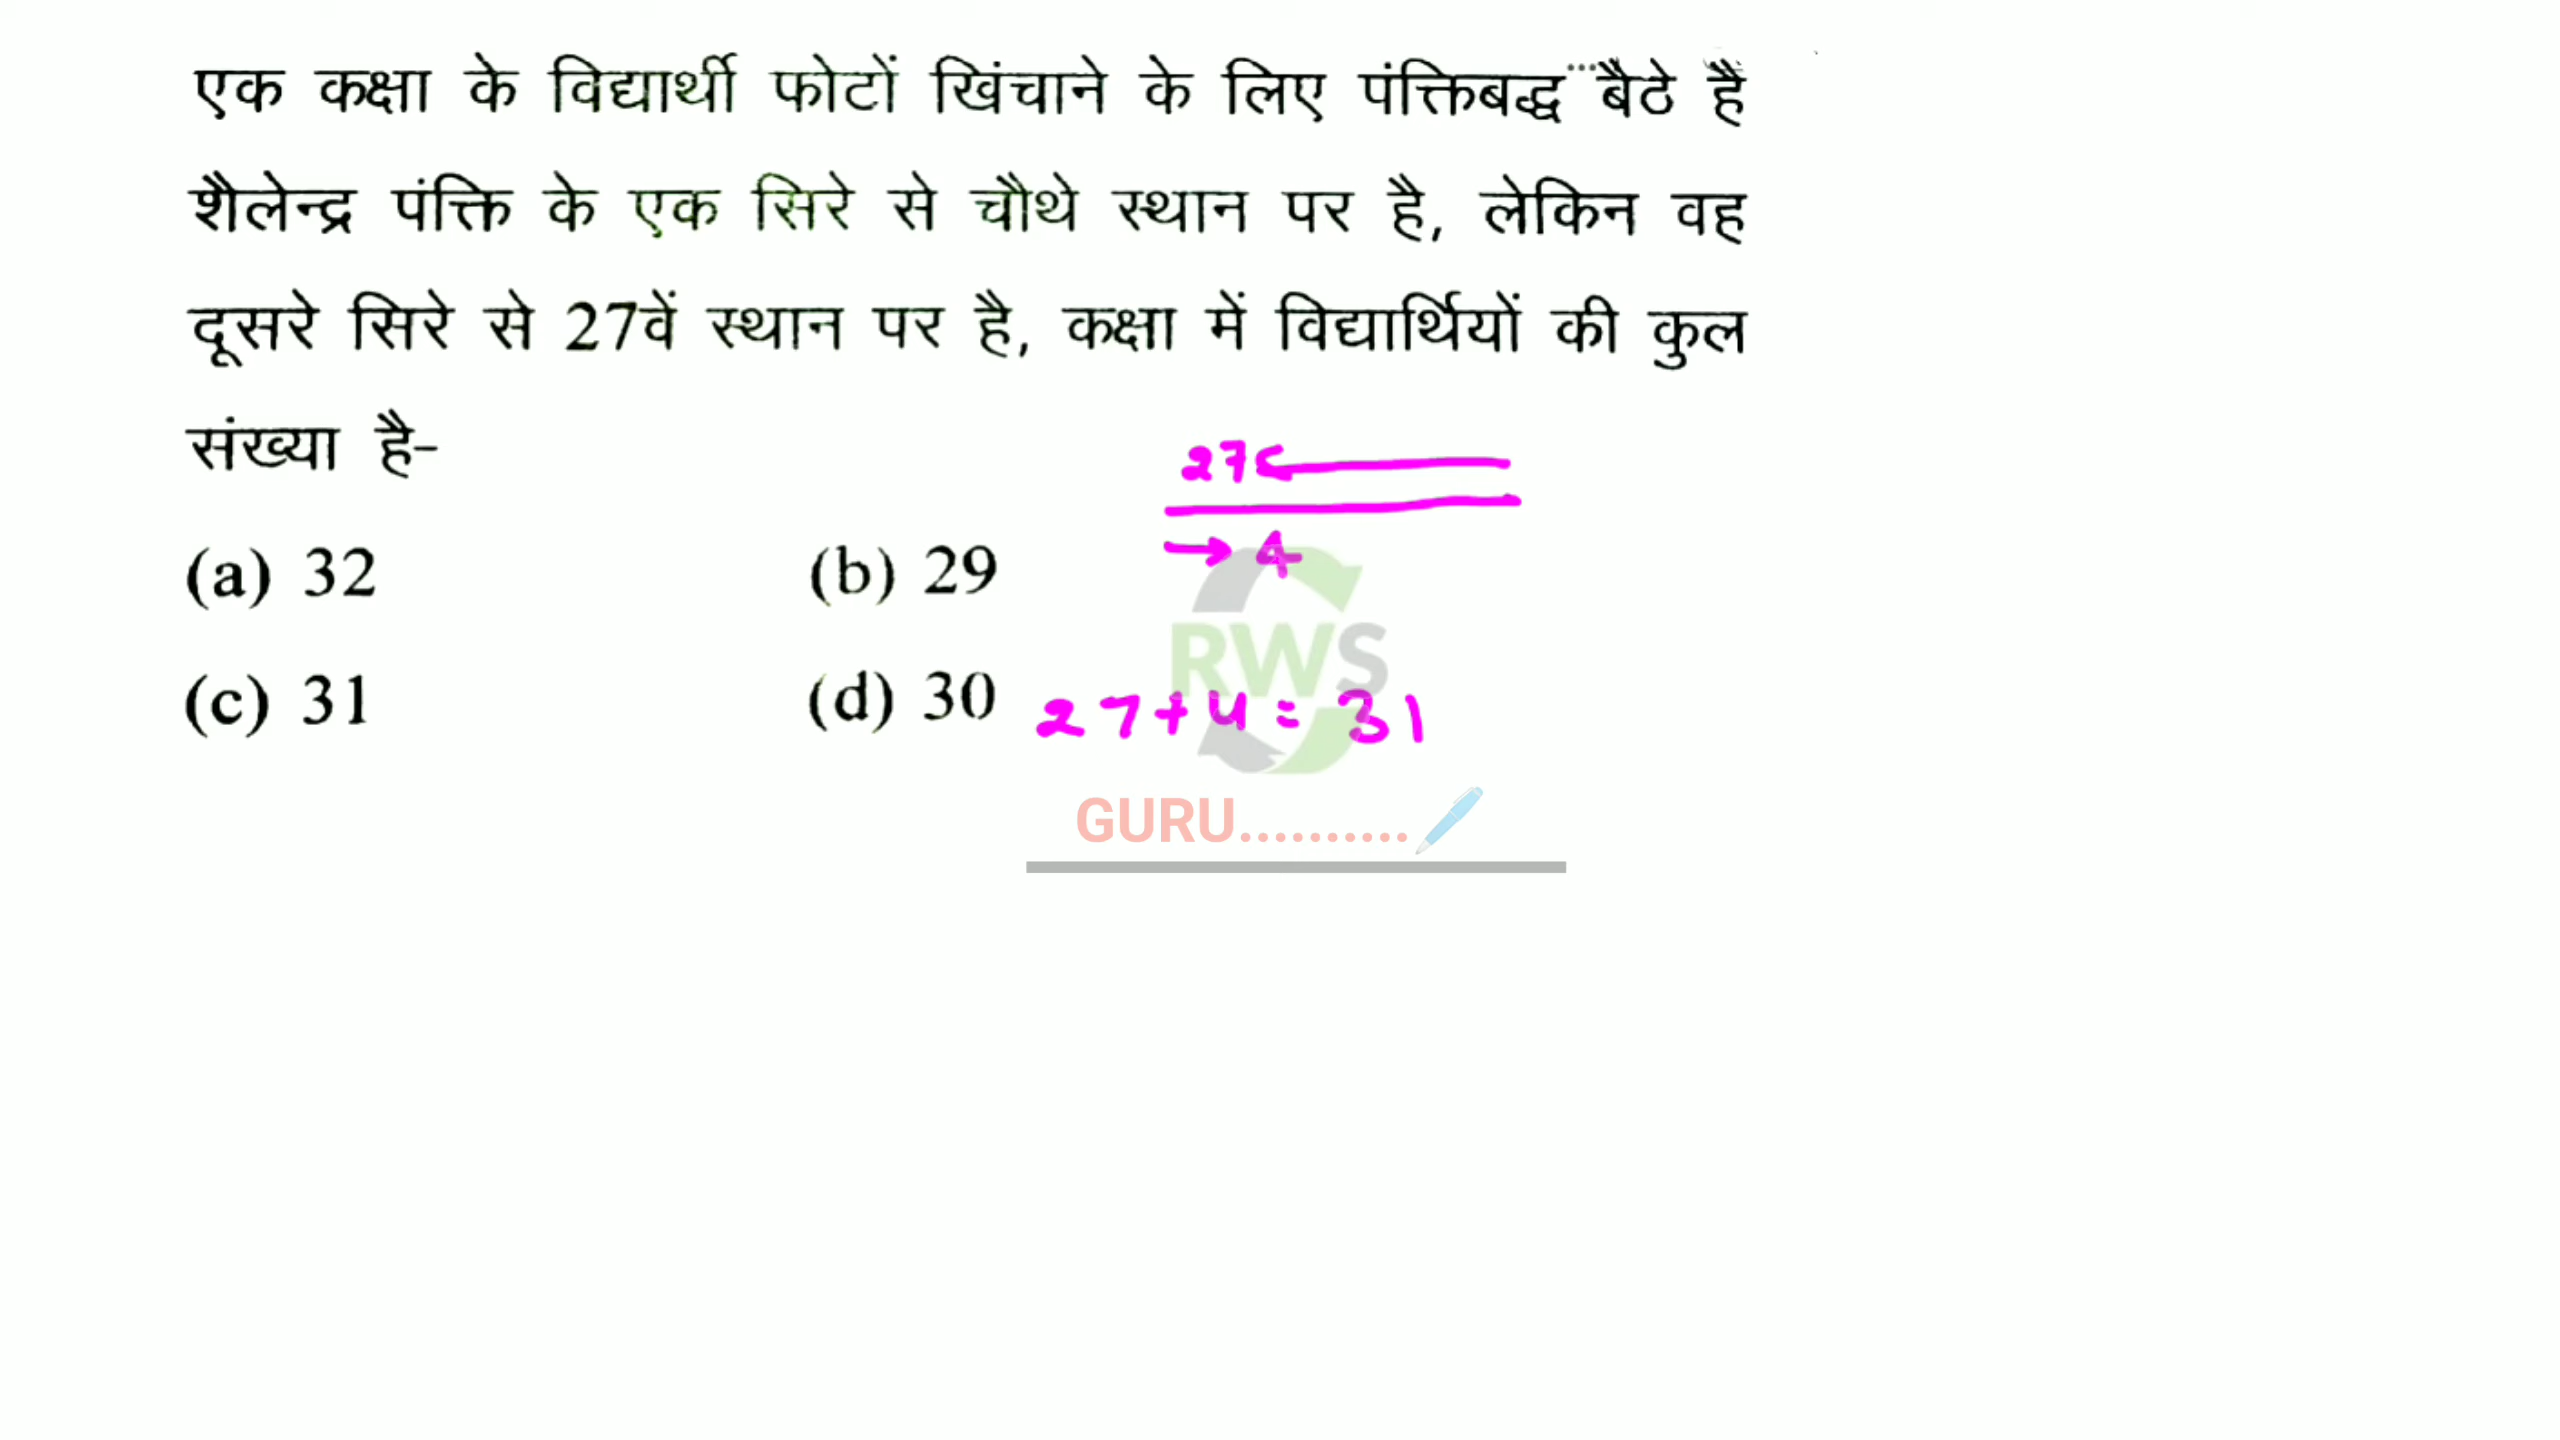 एक कक्षा के विद्यार्थी फोटों खिंचाने के लिए पंक्तिबद्ध बैठे हैं
शैलेन्द्र पंक्ति के एक सिरे से चौथे स्थान पर है, लेकिन वह
दूसरे सिरे से 27वें स्थान पर है, कक्षा में विद्यार्थियों की कुल
संख्या है-
27
4
(a) 32 (b) 29
RWS
(c) 31 (d) 30
27+4=31
GURU..........